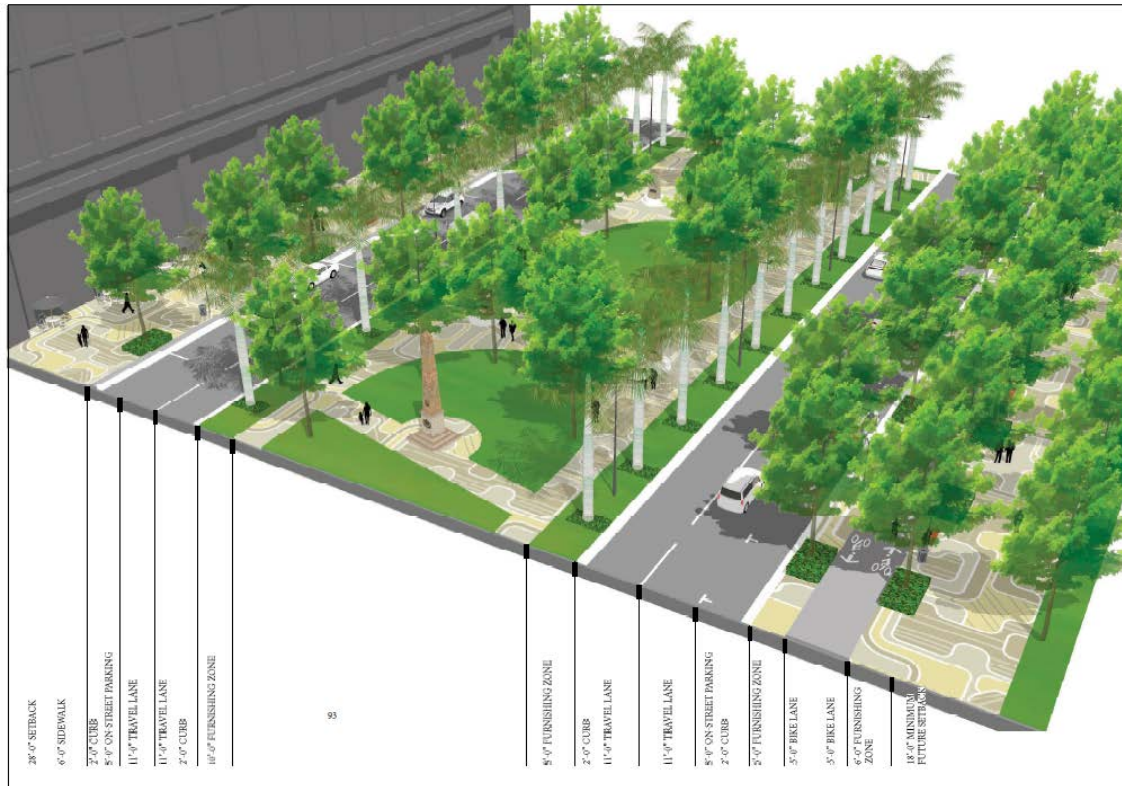 28'-0" SETBACK
6'-0" SIDEWALK
2'-0" CURB
8'-0" ON-STREET PARKING
11'-0" TRAVEL LANE
11'-0" TRAVEL LANE
2'-0" CURB
10'-0" FURNISHING ZONE
93
8'-0" FURNISHING ZONE
2'-0" CURB
11'-0" TRAVEL LANE
11'-0" TRAVEL LANE
8'-0" ON-STREET PARKING
2'-0" CURB
5'-0" FURNISHING ZONE
5'-0" BIKE LANE
5'-0" BIKE LANE
6'-0" FURNISHING
ZONE
18'-0" MINIMUM
FUTURE SETBACK